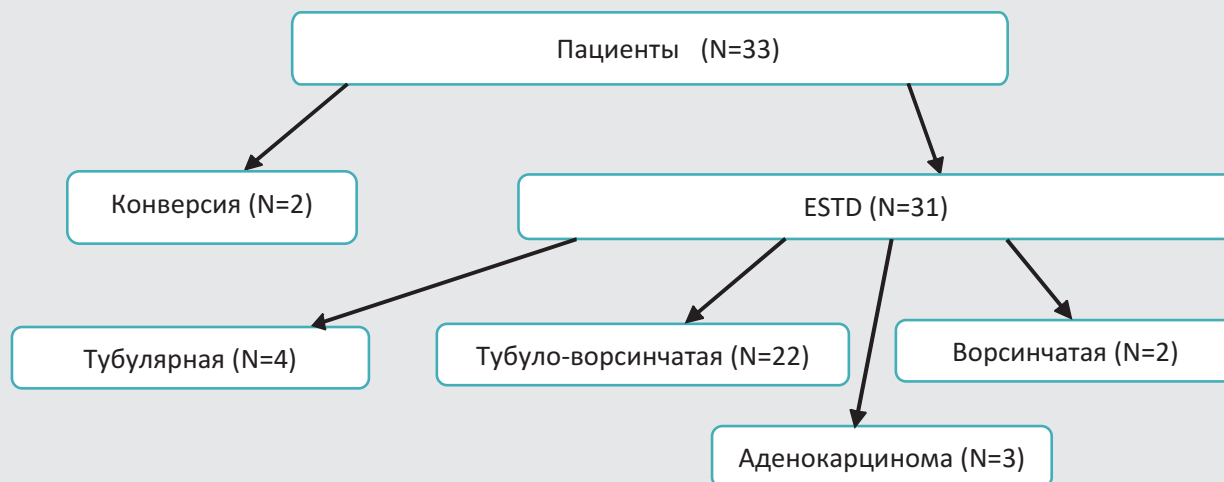 Пациенты (N=33)
Конверсия (N=2)
ESTD (N=31)
Тубулярная (N=4)
Тубуло-ворсинчатая (N=22)
Ворсинчатая (N=2)
Аденокарцинома (N=3)